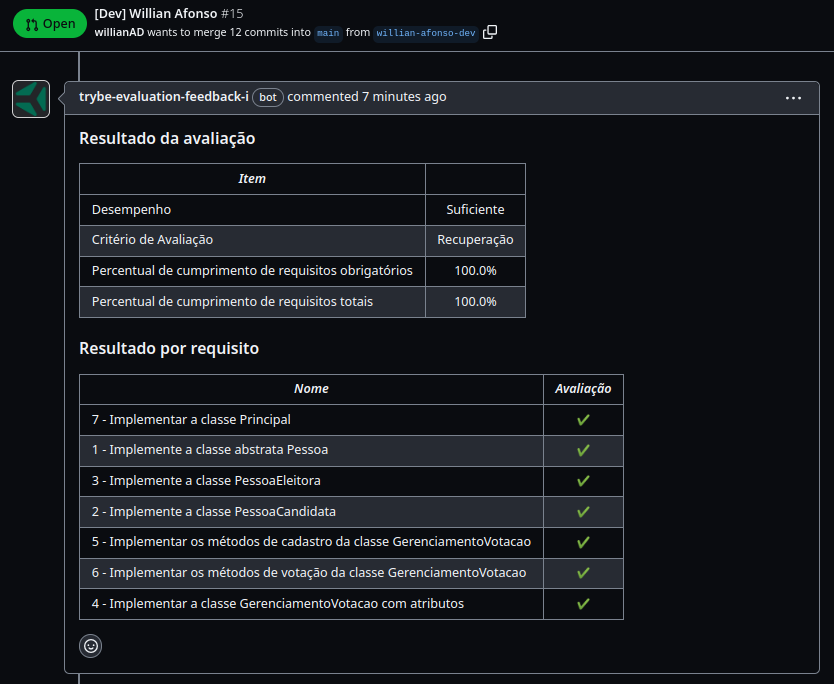 Open
[Dev] Willian Afonso #15
willianAD wants to merge 12 commits into main from willian-afonso-dev
trybe-evaluation-feedback-i bot commented 7 minutes ago
Resultado da avaliação
Item
Desempenho Suficiente
Critério de Avaliação Recuperação
Percentual de cumprimento de requisitos obrigatórios 100.0%
Percentual de cumprimento de requisitos totais 100.0%
Resultado por requisito
Nome Avaliação
7 - Implementar a classe Principal ✔
1 - Implemente a classe abstrata Pessoa ✔
3 - Implemente a classe PessoaEleitora ✔
2 - Implemente a classe PessoaCandidata ✔
5 - Implementar os métodos de cadastro da classe GerenciamentoVotacao ✔
6 - Implementar os métodos de votação da classe GerenciamentoVotacao ✔
4 - Implementar a classe GerenciamentoVotacao com atributos ✔